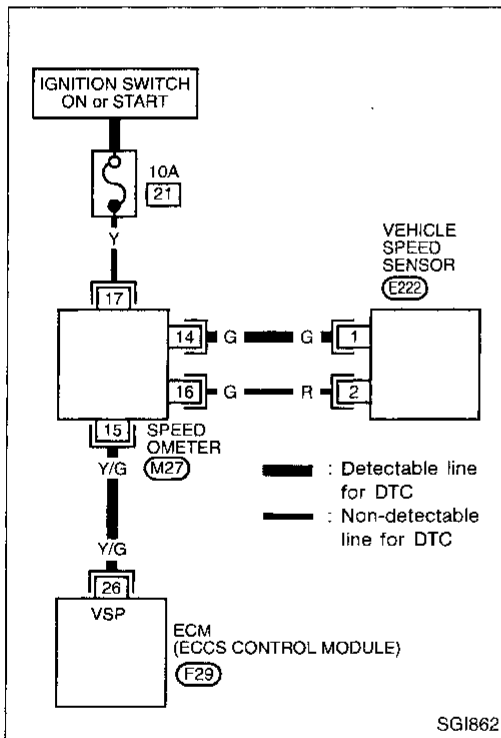 IGNITION SWITCH
ON or START
10A
21
Y
17
VEHICLE
SPEED
SENSOR
E222
14 G G 1
16 G R 2
15
SPEED
OMETER
M27
Y/G
: Detectable line
for DTC
: Non-detectable
line for DTC
Y/G
26
VSP
ECM
(ECCS CONTROL MODULE)
F29
SGI862